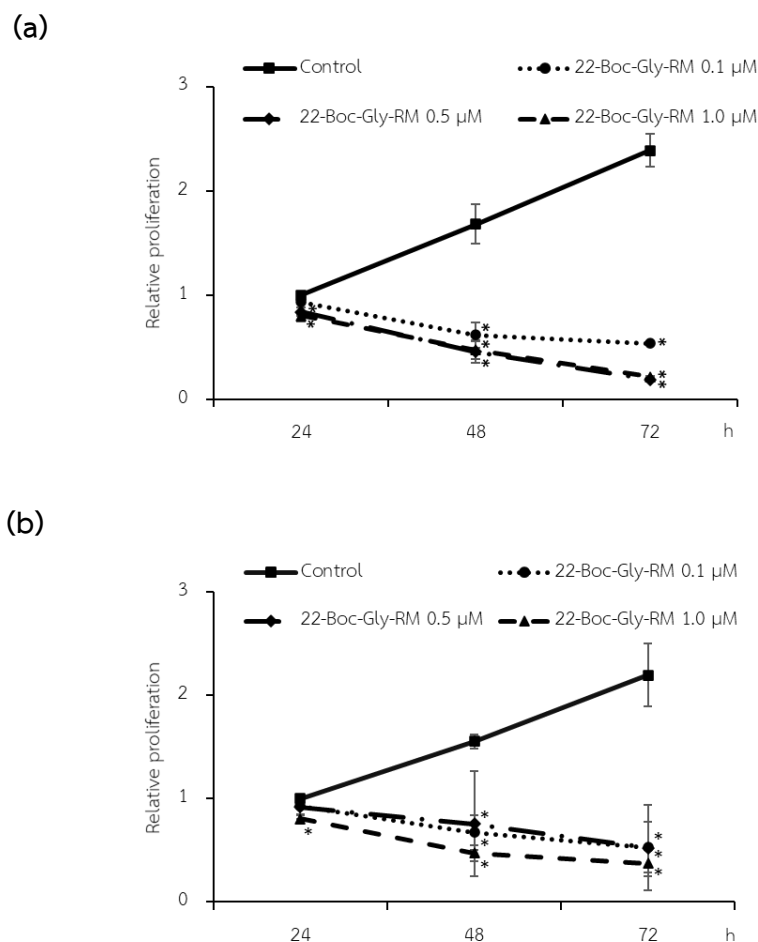 (a)
Control
22-Boc-Gly-RM 0.1 µM
22-Boc-Gly-RM 0.5 µM
22-Boc-Gly-RM 1.0 µM
Relative proliferation
3
2
1
0
* *
* * *
* * *
24 48 72 h
(b)
Control
22-Boc-Gly-RM 0.1 µM
22-Boc-Gly-RM 0.5 µM
22-Boc-Gly-RM 1.0 µM
Relative proliferation
3
2
1
0
*
* * *
* * *
24 48 72 h